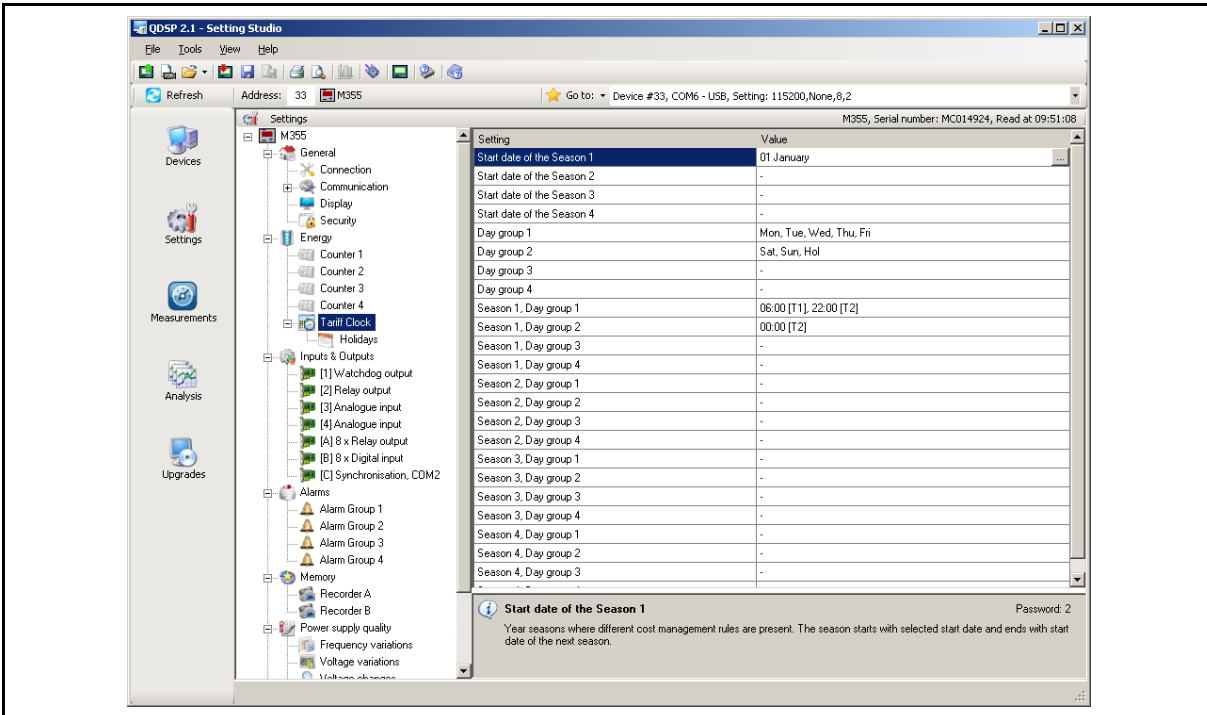 QDSP 2.1 - Setting Studio
File Tools View Help
Refresh Address: 33 M355 Go to: Device #33, COM6 - USB, Setting: 115200,None,8,2
Settings M355, Serial number: MC014924, Read at 09:51:08
Devices
Settings
Measurements
Analysis
Upgrades
M355
General
Connection
Communication
Display
Security
Energy
Counter 1
Counter 2
Counter 3
Counter 4
Tariff Clock
Holidays
Inputs & Outputs
[1] Watchdog output
[2] Relay output
[3] Analogue input
[4] Analogue input
[A] 8 x Relay output
[B] 8 x Digital input
[C] Synchronisation, COM2
Alarms
Alarm Group 1
Alarm Group 2
Alarm Group 3
Alarm Group 4
Memory
Recorder A
Recorder B
Power supply quality
Frequency variations
Voltage variations
Voltage changes
Setting Value
Start date of the Season 1 01 January ...
Start date of the Season 2 -
Start date of the Season 3 -
Start date of the Season 4 -
Day group 1 Mon, Tue, Wed, Thu, Fri
Day group 2 Sat, Sun, Hol
Day group 3 -
Day group 4 -
Season 1, Day group 1 06:00 [T1], 22:00 [T2]
Season 1, Day group 2 00:00 [T2]
Season 1, Day group 3 -
Season 1, Day group 4 -
Season 2, Day group 1 -
Season 2, Day group 2 -
Season 2, Day group 3 -
Season 2, Day group 4 -
Season 3, Day group 1 -
Season 3, Day group 2 -
Season 3, Day group 3 -
Season 3, Day group 4 -
Season 4, Day group 1 -
Season 4, Day group 2 -
Season 4, Day group 3 -
Start date of the Season 1 Password: 2
Year seasons where different cost management rules are present. The season starts with selected start date and ends with start
date of the next season.